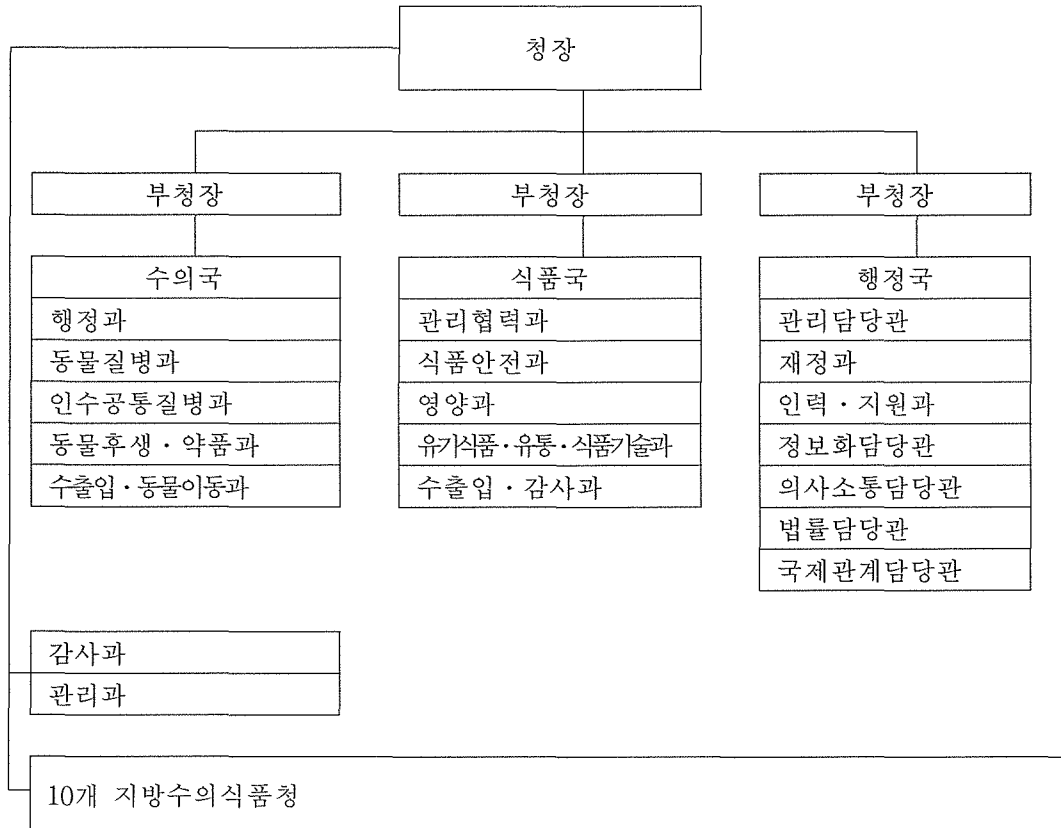 청장
부청장
부청장
부청장
수의국
행정과
동물질병과
인수공통질병과
동물후생 · 약품과
수출입 · 동물이동과
식품국
관리협력과
식품안전과
영양과
유기식품 · 유통 · 식품기술과
수출입 · 감사과
행정국
관리담당관
재정과
인력 · 지원과
정보화담당관
의사소통담당관
법률담당관
국제관계담당관
감사과
관리과
10개 지방수의식품청